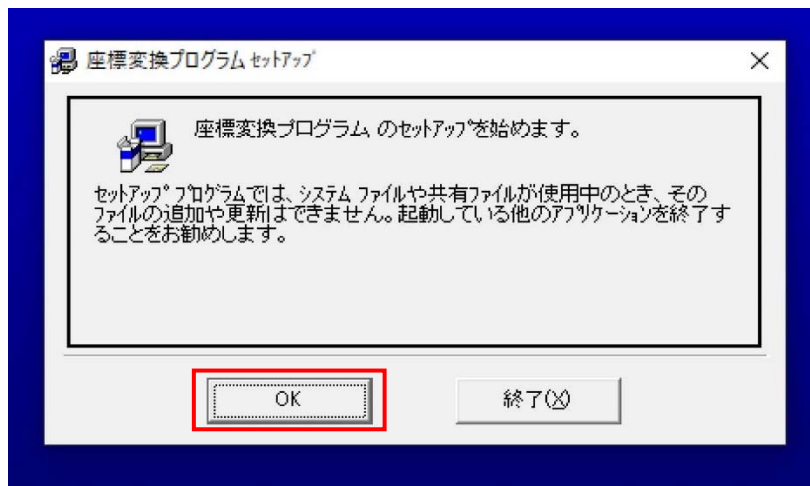 座標変換プログラム ｾｯﾄｱｯﾌﾟ
座標変換プログラム のｾｯﾄｱｯﾌﾟを始めます。
ｾｯﾄｱｯﾌﾟ ﾌﾟﾛｸﾞﾗﾑでは、ｼｽﾃﾑ ﾌｧｲﾙや共有ﾌｧｲﾙが使用中のとき、その
ﾌｧｲﾙの追加や更新はできません。起動している他のｱﾌﾟﾘｹｰｼｮﾝを終了す
ることをお勧めします。
OK
終了(X)